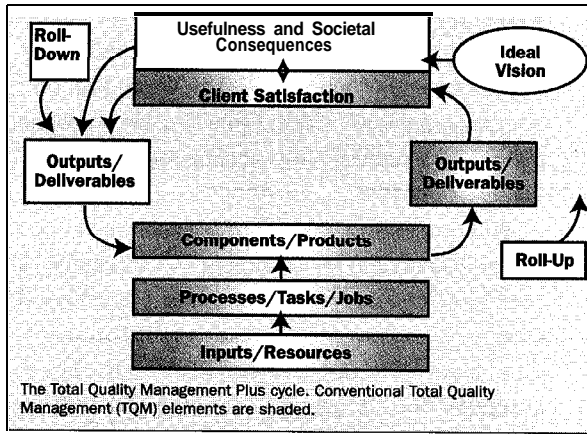 Roll-
Down
Usefulness and Societal
Consequences
Ideal
Vision
Client Satisfaction
Outputs/
Deliverables
Outputs/
Deliverables
Components/Products
Roll-Up
Processes/Tasks/Jobs
Inputs/Resources
The Total Quality Management Plus cycle. Conventional Total Quality
Management (TQM) elements are shaded.